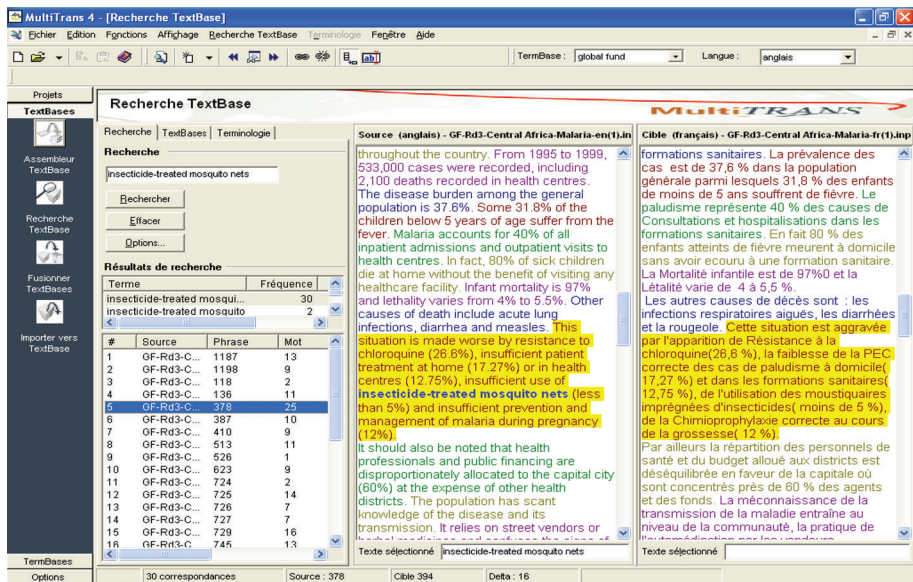 MultiTrans 4 - [Recherche TextBase]
Fichier Edition Fonctions Affichage Recherche TextBase Terminologie Fenêtre Aide
TermBase : global fund Langue : anglais
Projets
TextBases
Assembleur
TextBase
Recherche
TextBase
Fusionner
TextBases
Importer vers
TextBase
TermBases
Options
Recherche TextBase
MultiTRANS
Recherche TextBases Terminologie
Recherche
insecticide-treated mosquito nets
Rechercher
Effacer
Options...
Résultats de recherche
Terme Fréquence
insecticide-treated mosqui... 30
insecticide-treated mosquito 2
# Source Phrase Mot
1 GF-Rd3-C... 1187 13
2 GF-Rd3-C... 1198 9
3 GF-Rd3-C... 118 2
4 GF-Rd3-C... 136 11
5 GF-Rd3-C... 378 25
6 GF-Rd3-C... 387 10
7 GF-Rd3-C... 410 9
8 GF-Rd3-C... 513 11
9 GF-Rd3-C... 526 1
10 GF-Rd3-C... 623 9
11 GF-Rd3-C... 724 2
12 GF-Rd3-C... 725 14
13 GF-Rd3-C... 726 7
14 GF-Rd3-C... 727 7
15 GF-Rd3-C... 729 16
16 GF-Rd3-C... 745 13
Source (anglais) - GF-Rd3-Central Africa-Malaria-en(1).in
throughout the country. From 1995 to 1999,
533,000 cases were recorded, including
2,100 deaths recorded in health centres.
The disease burden among the general
population is 37.6%. Some 31.8% of the
children below 5 years of age suffer from the
fever. Malaria accounts for 40% of all
inpatient admissions and outpatient visits to
health centres. In fact, 80% of sick children
die at home without the benefit of visiting any
healthcare facility. Infant mortality is 97%
and lethality varies from 4% to 5.5%. Other
causes of death include acute lung
infections, diarrhea and measles. This
situation is made worse by resistance to
chloroquine (26.6%), insufficient patient
treatment at home (17.27%) or in health
centres (12.75%), insufficient use of
insecticide-treated mosquito nets (less
than 5%) and insufficient prevention and
management of malaria during pregnancy
(12%).
It should also be noted that health
professionals and public financing are
disproportionately allocated to the capital city
(60%) at the expense of other health
districts. The population has scant
knowledge of the disease and its
transmission. It relies on street vendors or
herbal medicines and confuses the signs of
Texte sélectionné insecticide-treated mosquito nets
Cible (français) - GF-Rd3-Central Africa-Malaria-fr(1).inp
formations sanitaires. La prévalence des
cas est de 37,6 % dans la population
générale parmi lesquels 31,8 % des enfants
de moins de 5 ans souffrent de fièvre. Le
paludisme représente 40 % des causes de
Consultations et hospitalisations dans les
formations sanitaires. En fait 80 % des
enfants atteints de fièvre meurent à domicile
sans avoir ecouru à une formation sanitaire.
La Mortalité infantile est de 97%0 et la
Létalité varie de 4 à 5,5 %.
Les autres causes de décès sont : les
infections respiratoires aiguës, les diarrhées
et la rougeole. Cette situation est aggravée
par l'apparition de Résistance à la
chloroquine(26,6 %), la faiblesse de la PEC
correcte des cas de paludisme à domicile(
17,27 %) et dans les formations sanitaires(
12,75 %), de l'utilisation des moustiquaires
imprégnées d'insecticides( moins de 5 %),
de la Chimioprophylaxie correcte au cours
de la grossesse( 12 %).
Par ailleurs la répartition des personnels de
santé et du budget alloué aux districts est
déséquilibrée en faveur de la capitale où
sont concentrés près de 60 % des agents
et des fonds. La méconnaissance de la
transmission de la maladie entraîne au
niveau de la communauté, la pratique de
l'automédication par les vendeurs
Texte sélectionné
30 correspondances Source : 378 Cible 394 Delta : 16